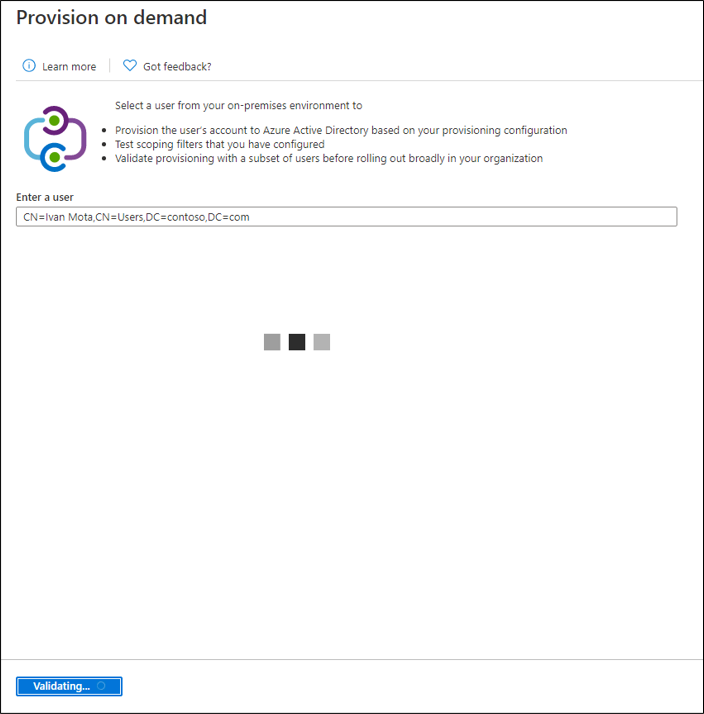 Provision on demand
Learn more
Got feedback?
Select a user from your on-premises environment to
Provision the user's account to Azure Active Directory based on your provisioning configuration
Test scoping filters that you have configured
Validate provisioning with a subset of users before rolling out broadly in your organization
Enter a user
CN=Ivan Mota,CN=Users,DC=contoso,DC=com
Validating...